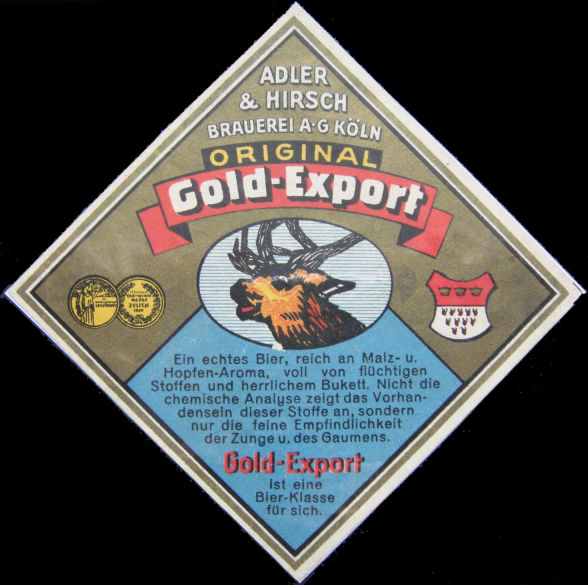 ADLER
& HIRSCH
BRAUEREI A·G KÖLN
ORIGINAL
Gold-Export
Ein echtes Bier, reich an Malz- u.
Hopfen-Aroma, voll von flüchtigen
Stoffen und herrlichem Bukett. Nicht die
chemische Analyse zeigt das Vorhan-
densein dieser Stoffe an, sondern
nur die feine Empfindlichkeit
der Zunge u. des Gaumens.
Gold-Export
ist eine
Bier-Klasse
für sich.